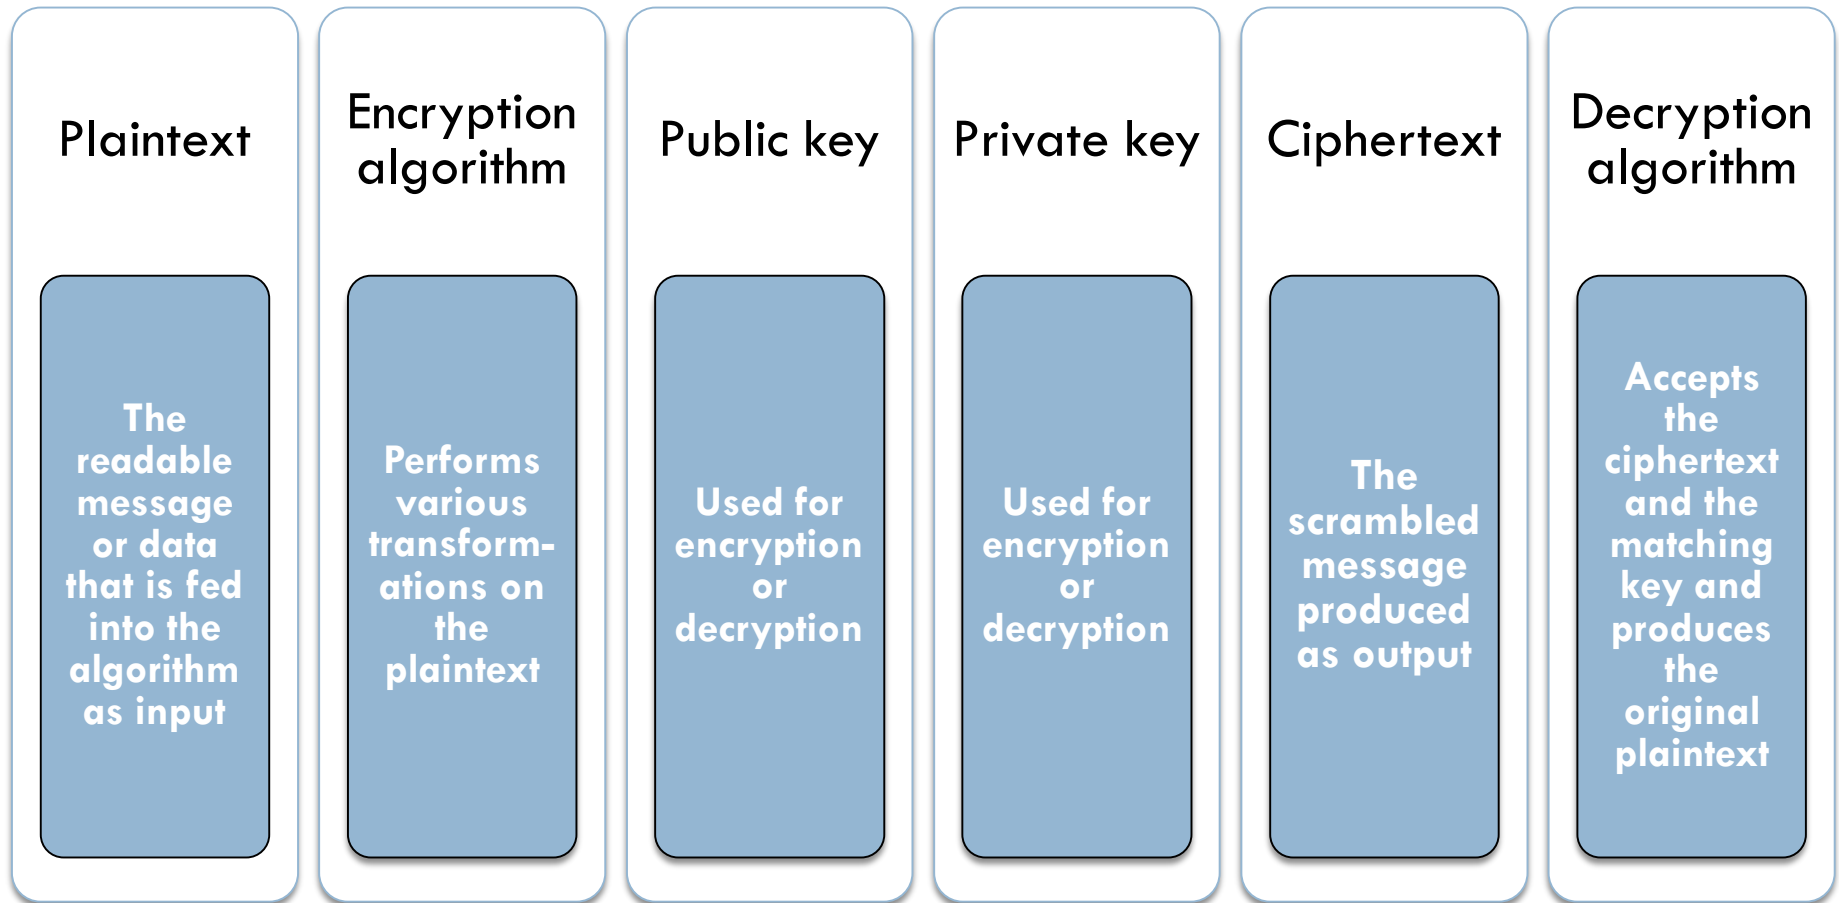 Plaintext
The
readable
message
or data
that is fed
into the
algorithm
as input
Encryption
algorithm
Performs
various
transform-
ations on
the
plaintext
Public key
Used for
encryption
or
decryption
Private key
Used for
encryption
or
decryption
Ciphertext
The
scrambled
message
produced
as output
Decryption
algorithm
Accepts
the
ciphertext
and the
matching
key and
produces
the
original
plaintext